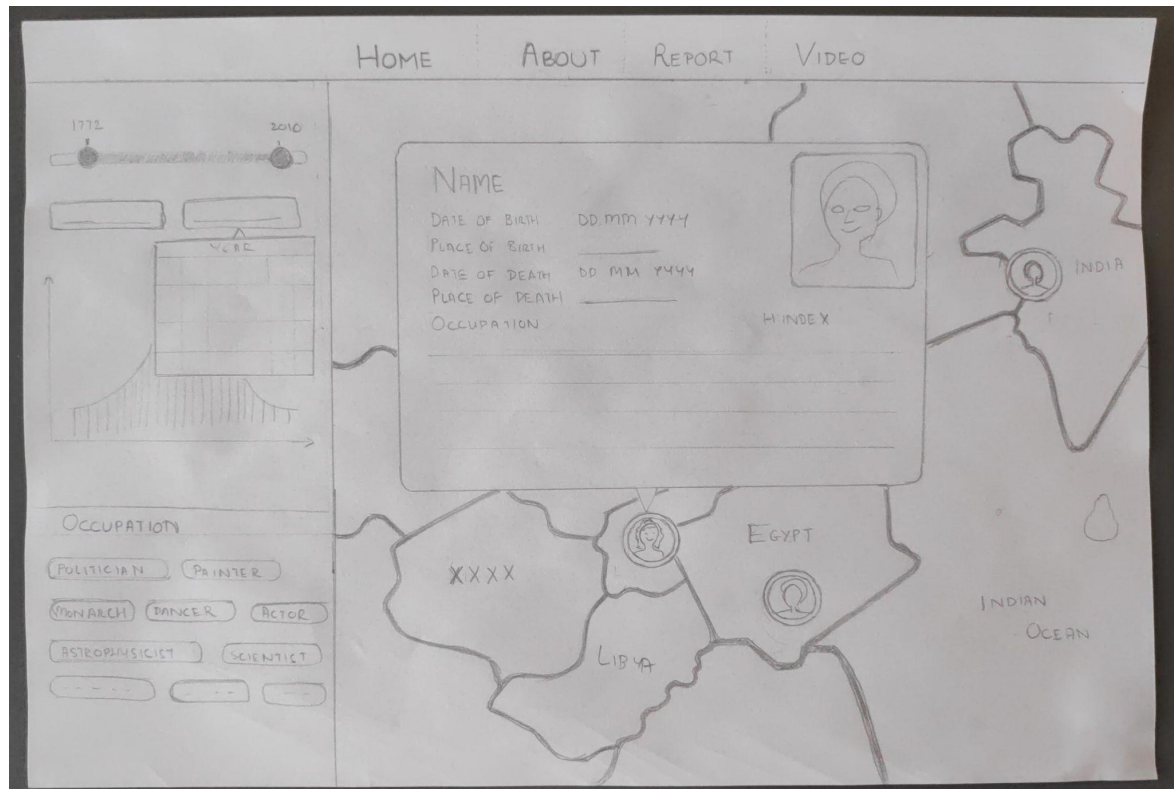 HOME ABOUT REPORT VIDEO
1772 2010
YEAR
OCCUPATION
POLITICIAN PAINTER
MONARCH DANCER ACTOR
ASTROPHYSICIST SCIENTIST
NAME
DATE OF BIRTH DD MM YYYY
PLACE OF BIRTH
DATE OF DEATH DD MM YYYY
PLACE OF DEATH
OCCUPATION H INDEX
INDIA
EGYPT
XXXX
LIBYA
INDIAN
OCEAN